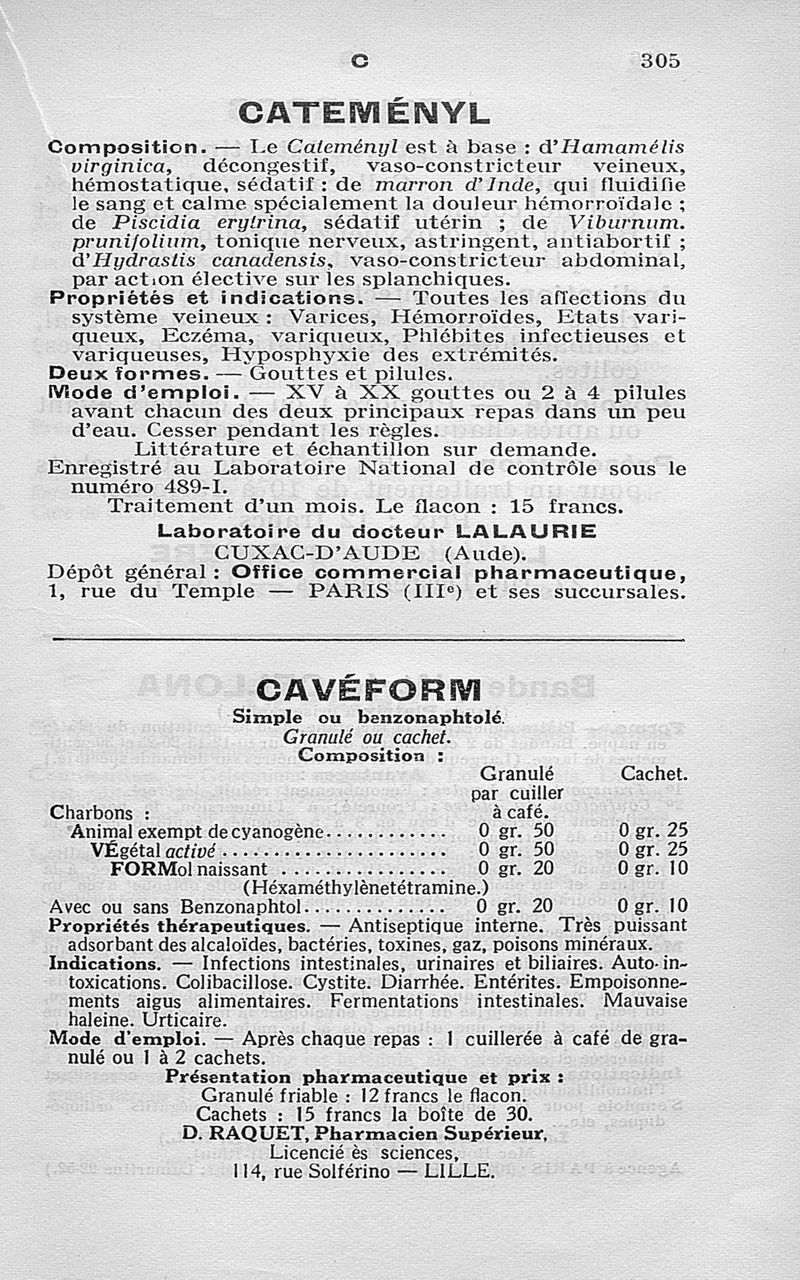 C 305
CATEMÉNYL
Composition. — Le Cateményl est à base : d'Hamamélis
virginica, décongestif, vaso-constricteur veineux,
hémostatique, sédatif : de marron d'Inde, qui fluidifie
le sang et calme spécialement la douleur hémorroïdale ;
de Piscidia erytrina, sédatif utérin ; de Viburnum.
prunifolium, tonique nerveux, astringent, antiabortif ;
d'Hydrastis canadensis, vaso-constricteur abdominal,
par action élective sur les splanchiques.
Propriétés et indications. — Toutes les affections du
système veineux : Varices, Hémorroïdes, Etats vari-
queux, Eczéma, variqueux, Phlébites infectieuses et
variqueuses, Hyposphyxie des extrémités.
Deux formes. — Gouttes et pilules.
Mode d'emploi. — XV à XX gouttes ou 2 à 4 pilules
avant chacun des deux principaux repas dans un peu
d'eau. Cesser pendant les règles.
Littérature et échantillon sur demande.
Enregistré au Laboratoire National de contrôle sous le
numéro 489-I.
Traitement d'un mois. Le flacon : 15 francs.
Laboratoire du docteur LALAURIE
CUXAC-D'AUDE (Aude).
Dépôt général : Office commercial pharmaceutique,
1, rue du Temple — PARIS (IIIe) et ses succursales.
CAVÉFORM
Simple ou benzonaphtolé.
Granulé ou cachet.
Composition :
Granulé Cachet.
par cuiller
Charbons : à café.
Animal exempt de cyanogène............ 0 gr. 50 0 gr. 25
VÉgétal activé ...................... 0 gr. 50 0 gr. 25
FORMol naissant ................ 0 gr. 20 0 gr. 10
(Héxaméthylènetétramine.)
Avec ou sans Benzonaphtol.............. 0 gr. 20 0 gr. 10
Propriétés thérapeutiques. — Antiseptique interne. Très puissant
adsorbant des alcaloïdes, bactéries, toxines, gaz, poisons minéraux.
Indications. — Infections intestinales, urinaires et biliaires. Auto-in-
toxications. Colibacillose. Cystite. Diarrhée. Entérites. Empoisonne-
ments aigus alimentaires. Fermentations intestinales. Mauvaise
haleine. Urticaire.
Mode d'emploi. — Après chaque repas : 1 cuillerée à café de gra-
nulé ou 1 à 2 cachets.
Présentation pharmaceutique et prix :
Granulé friable : 12 francs le flacon.
Cachets : 15 francs la boîte de 30.
D. RAQUET, Pharmacien Supérieur,
Licencié ès sciences,
114, rue Solférino — LILLE.